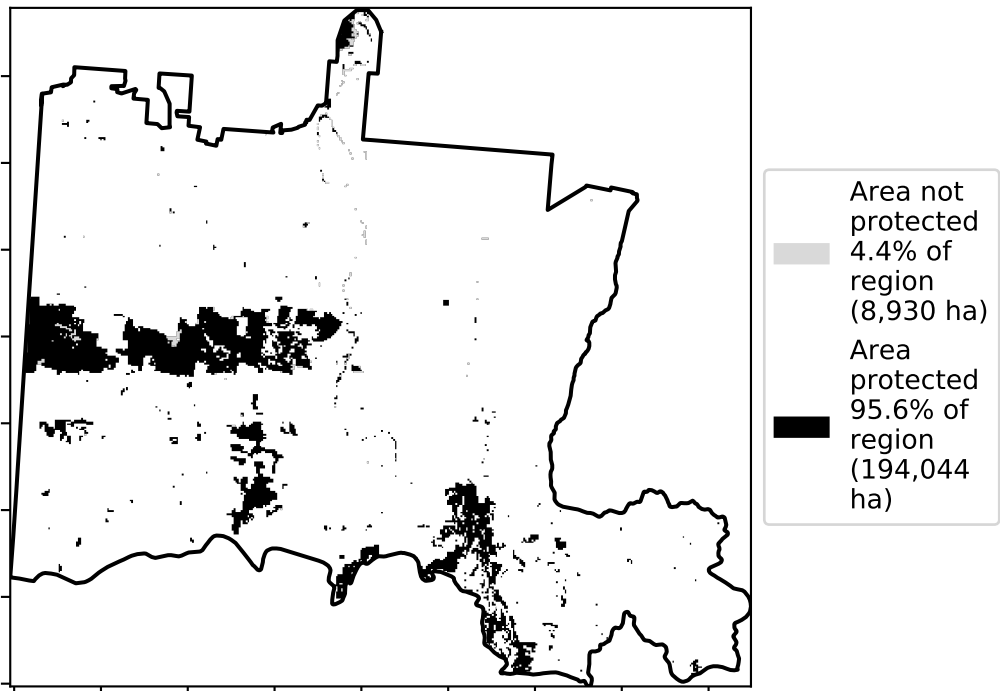 Area not
protected
4.4% of
region
(8,930 ha)
Area
protected
95.6% of
region
(194,044
ha)